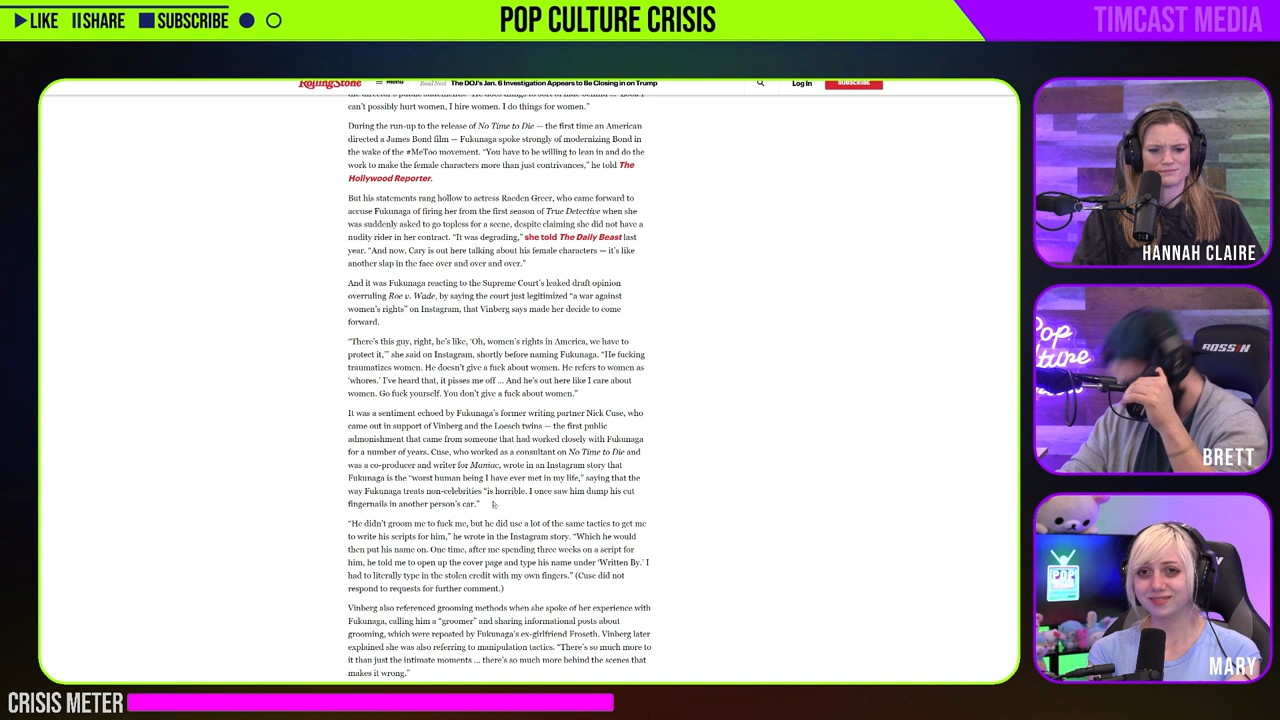 LIKE SHARE SUBSCRIBE
POP CULTURE CRISIS
TIMCAST MEDIA
RollingStone Menu Read Next The DOJ's Jan. 6 Investigation Appears to Be Closing in on Trump Log In SUBSCRIBE
can't possibly hurt women, I hire women. I do things for women.”
During the run-up to the release of No Time to Die — the first time an American
directed a James Bond film — Fukunaga spoke strongly of modernizing Bond in
the wake of the #MeToo movement. “You have to be willing to lean in and do the
work to make the female characters more than just contrivances,” he told The
Hollywood Reporter.
But his statements rang hollow to actress Raeden Greer, who came forward to
accuse Fukunaga of firing her from the first season of True Detective when she
was suddenly asked to go topless for a scene, despite claiming she did not have a
nudity rider in her contract. “It was degrading,” she told The Daily Beast last
year. “And now, Cary is out here talking about his female characters — it's like
another slap in the face over and over and over.”
And it was Fukunaga reacting to the Supreme Court's leaked draft opinion
overruling Roe v. Wade, by saying the court just legitimized “a war against
women's rights” on Instagram, that Vinberg says made her decide to come
forward.
“There's this guy, right, he's like, ‘Oh, women's rights in America, we have to
protect it,’” she said on Instagram, shortly before naming Fukunaga. “He fucking
traumatizes women. He doesn't give a fuck about women. He refers to women as
‘whores.’ I've heard that, it pisses me off ... And he's out here like I care about
women. Go fuck yourself. You don't give a fuck about women.”
It was a sentiment echoed by Fukunaga's former writing partner Nick Cuse, who
came out in support of Vinberg and the Loesch twins — the first public
admonishment that came from someone that had worked closely with Fukunaga
for a number of years. Cuse, who worked as a consultant on No Time to Die and
was a co-producer and writer for Maniac, wrote in an Instagram story that
Fukunaga is the “worst human being I have ever met in my life,” saying that the
way Fukunaga treats non-celebrities “is horrible. I once saw him dump his cut
fingernails in another person's car.”
“He didn't groom me to fuck me, but he did use a lot of the same tactics to get me
to write his scripts for him,” he wrote in the Instagram story. “Which he would
then put his name on. One time, after me spending three weeks on a script for
him, he told me to open up the cover page and type his name under ‘Written By.’ I
had to literally type in the stolen credit with my own fingers.” (Cuse did not
respond to requests for further comment.)
Vinberg also referenced grooming methods when she spoke of her experience with
Fukunaga, calling him a “groomer” and sharing informational posts about
grooming, which were reposted by Fukunaga's ex-girlfriend Froseth. Vinberg later
explained she was also referring to manipulation tactics. “There's so much more to
it than just the intimate moments ... there's so much more behind the scenes that
makes it wrong.”
HANNAH CLAIRE
Pop
Culture
ROSSIN
BRETT
POP
MARY
CRISIS METER